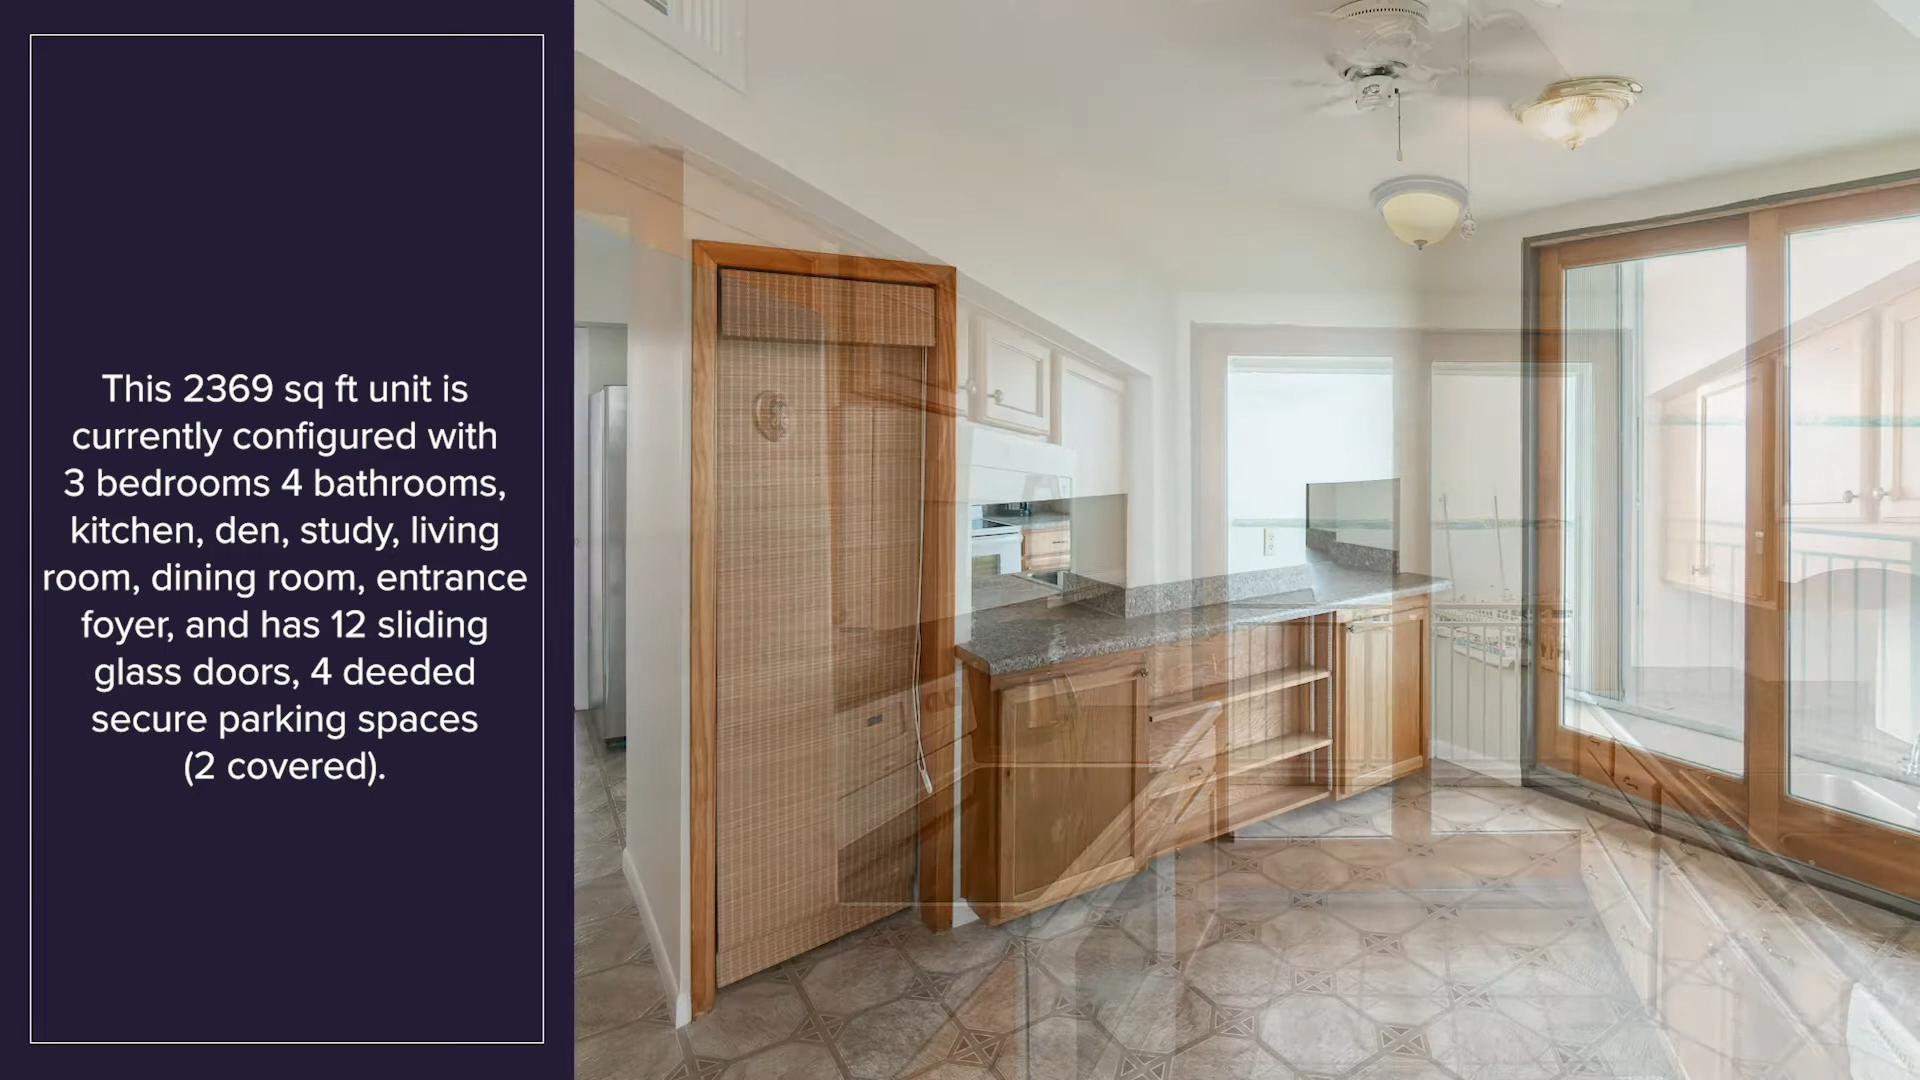 This 2369 sq ft unit is
currently configured with
3 bedrooms 4 bathrooms,
kitchen, den, study, living
room, dining room, entrance
foyer, and has 12 sliding
glass doors, 4 deeded
secure parking spaces
(2 covered).